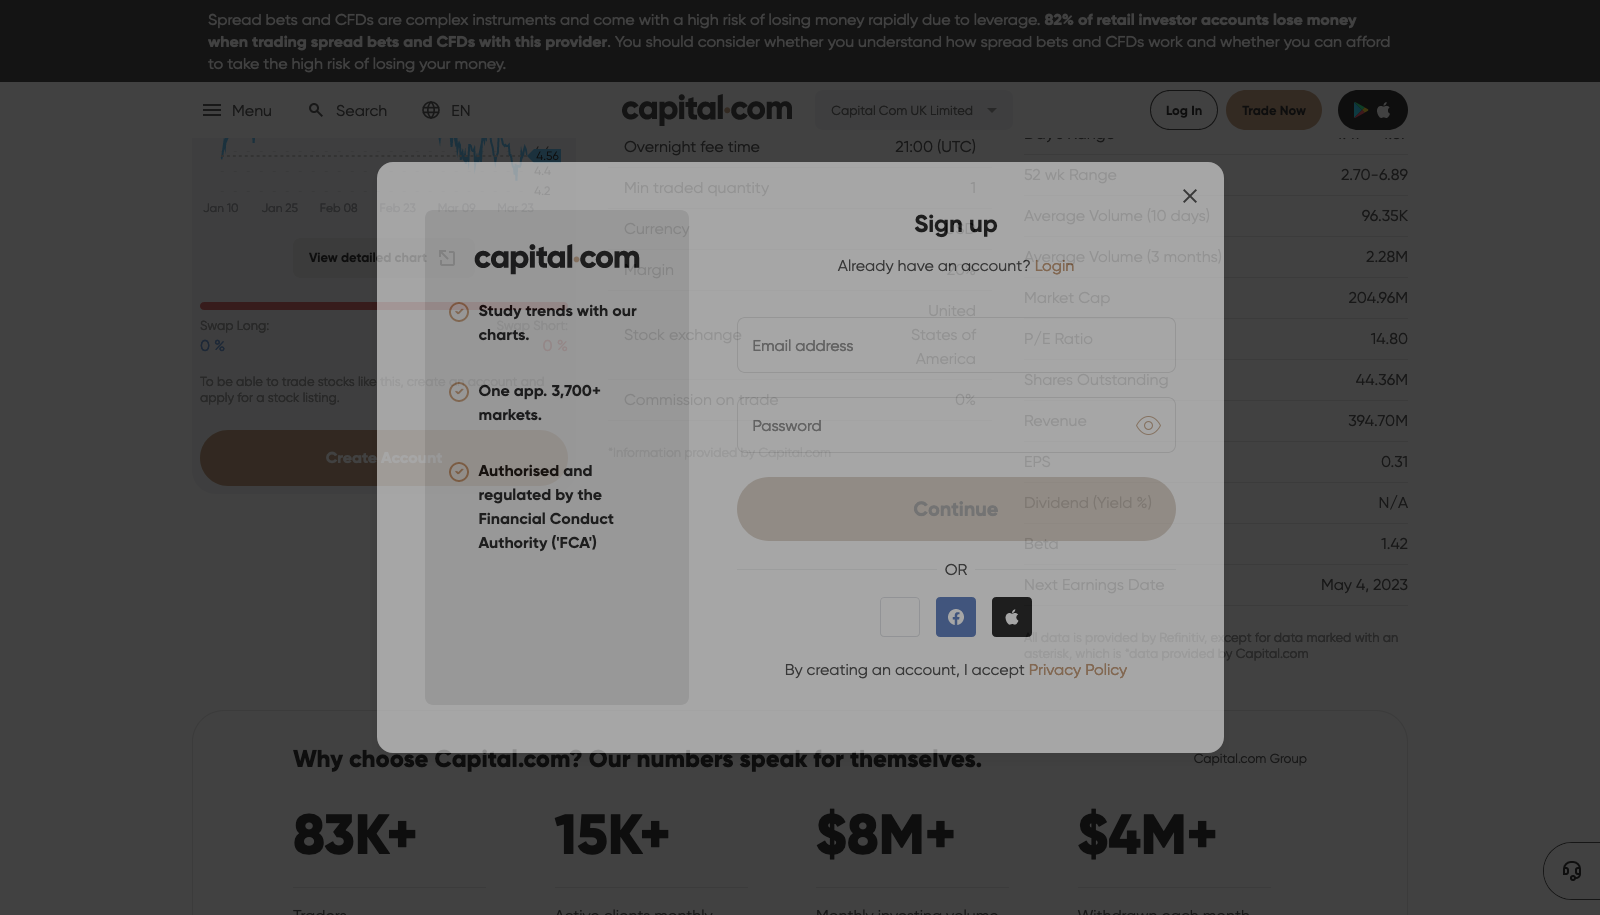 Spread bets and CFDs are complex instruments and come with a high risk of losing money rapidly due to leverage. 82% of retail investor accounts lose money
when trading spread bets and CFDs with this provider. You should consider whether you understand how spread bets and CFDs work and whether you can afford
to take the high risk of losing your money.
Menu
Search
EN
capital.com
Capital Com UK Limited
Log In
Trade Now
4.56
4.4
4.2
Jan 10 Jan 25 Feb 08 Feb 23 Mar 09 Mar 23
View detailed chart
Swap Long:
0 %
Swap Short:
0 %
To be able to trade stocks like this, create an account and
apply for a stock listing.
Create Account
Overnight fee time 21:00 (UTC)
Min traded quantity 1
Currency
Margin
Stock exchange United
States of
America
Commission on trade 0%
*Information provided by Capital.com
52 wk Range 2.70-6.89
Average Volume (10 days) 96.35K
Average Volume (3 months) 2.28M
Market Cap 204.96M
P/E Ratio 14.80
Shares Outstanding 44.36M
Revenue 394.70M
EPS 0.31
Dividend (Yield %) N/A
Beta 1.42
Next Earnings Date May 4, 2023
All data is provided by Refinitiv, except for data marked with an
asterisk, which is *data provided by Capital.com
capital.com
Study trends with our
charts.
One app. 3,700+
markets.
Authorised and
regulated by the
Financial Conduct
Authority ('FCA')
Sign up
Already have an account? Login
Email address
Password
Continue
OR
By creating an account, I accept Privacy Policy
Why choose Capital.com? Our numbers speak for themselves.
Capital.com Group
83K+
15K+
$8M+
$4M+
Traders
Active clients monthly
Monthly investing volume
Withdrawn each month